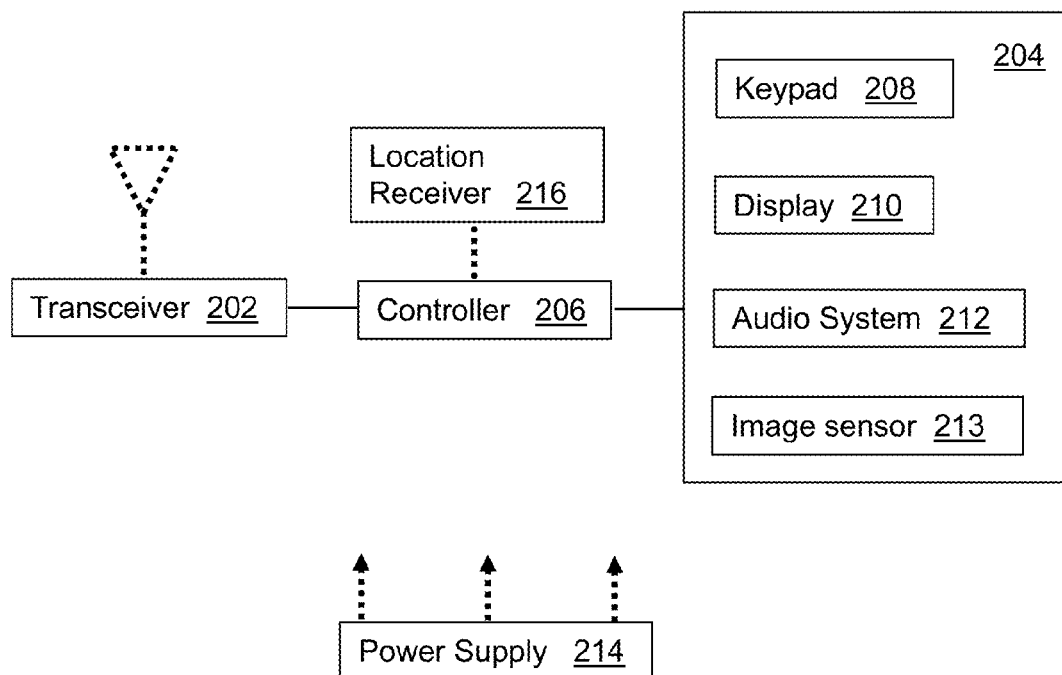 204
Keypad 208
Location
Receiver 216
Display 210
Transceiver 202
Controller 206
Audio System 212
Image sensor 213
Power Supply 214